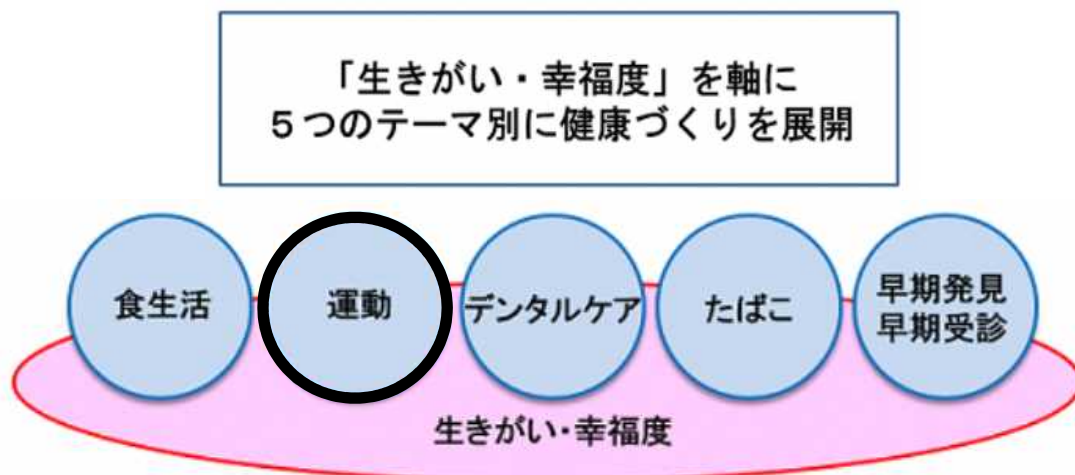 「生きがい・幸福度」を軸に
５つのテーマ別に健康づくりを展開
食生活
運動
デンタルケア
たばこ
早期発見
早期受診
生きがい・幸福度